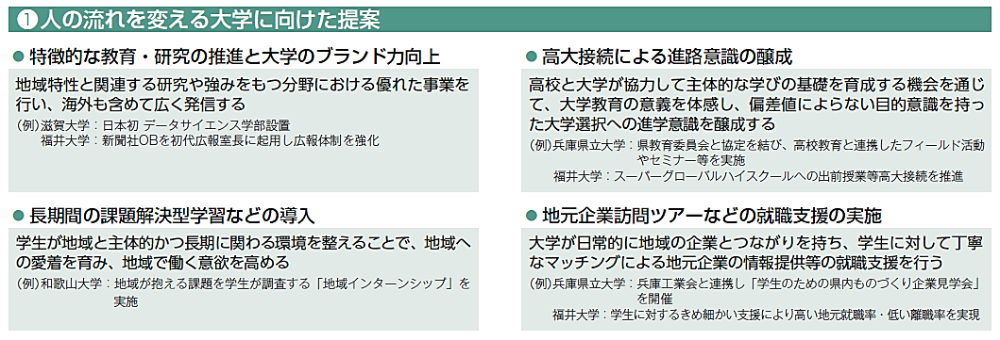 ❶人の流れを変える大学に向けた提案
● 特徴的な教育・研究の推進と大学のブランド力向上
地域特性と関連する研究や強みをもつ分野における優れた事業を
行い、海外も含めて広く発信する
(例)滋賀大学：日本初 データサイエンス学部設置
福井大学：新聞社OBを初代広報室長に起用し広報体制を強化
● 長期間の課題解決型学習などの導入
学生が地域と主体的かつ長期に関わる環境を整えることで、地域へ
の愛着を育み、地域で働く意欲を高める
(例)和歌山大学：地域が抱える課題を学生が調査する「地域インターンシップ」を
実施
● 高大接続による進路意識の醸成
高校と大学が協力して主体的な学びの基礎を育成する機会を通じ
て、大学教育の意義を体感し、偏差値によらない目的意識を持っ
た大学選択への進学意識を醸成する
(例)兵庫県立大学：県教育委員会と協定を結び、高校教育と連携したフィールド活動
やセミナー等を実施
福井大学：スーパーグローバルハイスクールへの出前授業等高大接続を推進
● 地元企業訪問ツアーなどの就職支援の実施
大学が日常的に地域の企業とつながりを持ち、学生に対して丁寧
なマッチングによる地元企業の情報提供等の就職支援を行う
(例)兵庫県立大学：兵庫工業会と連携し「学生のための県内ものづくり企業見学会」
を開催
福井大学：学生に対するきめ細かい支援により高い地元就職率・低い離職率を実現